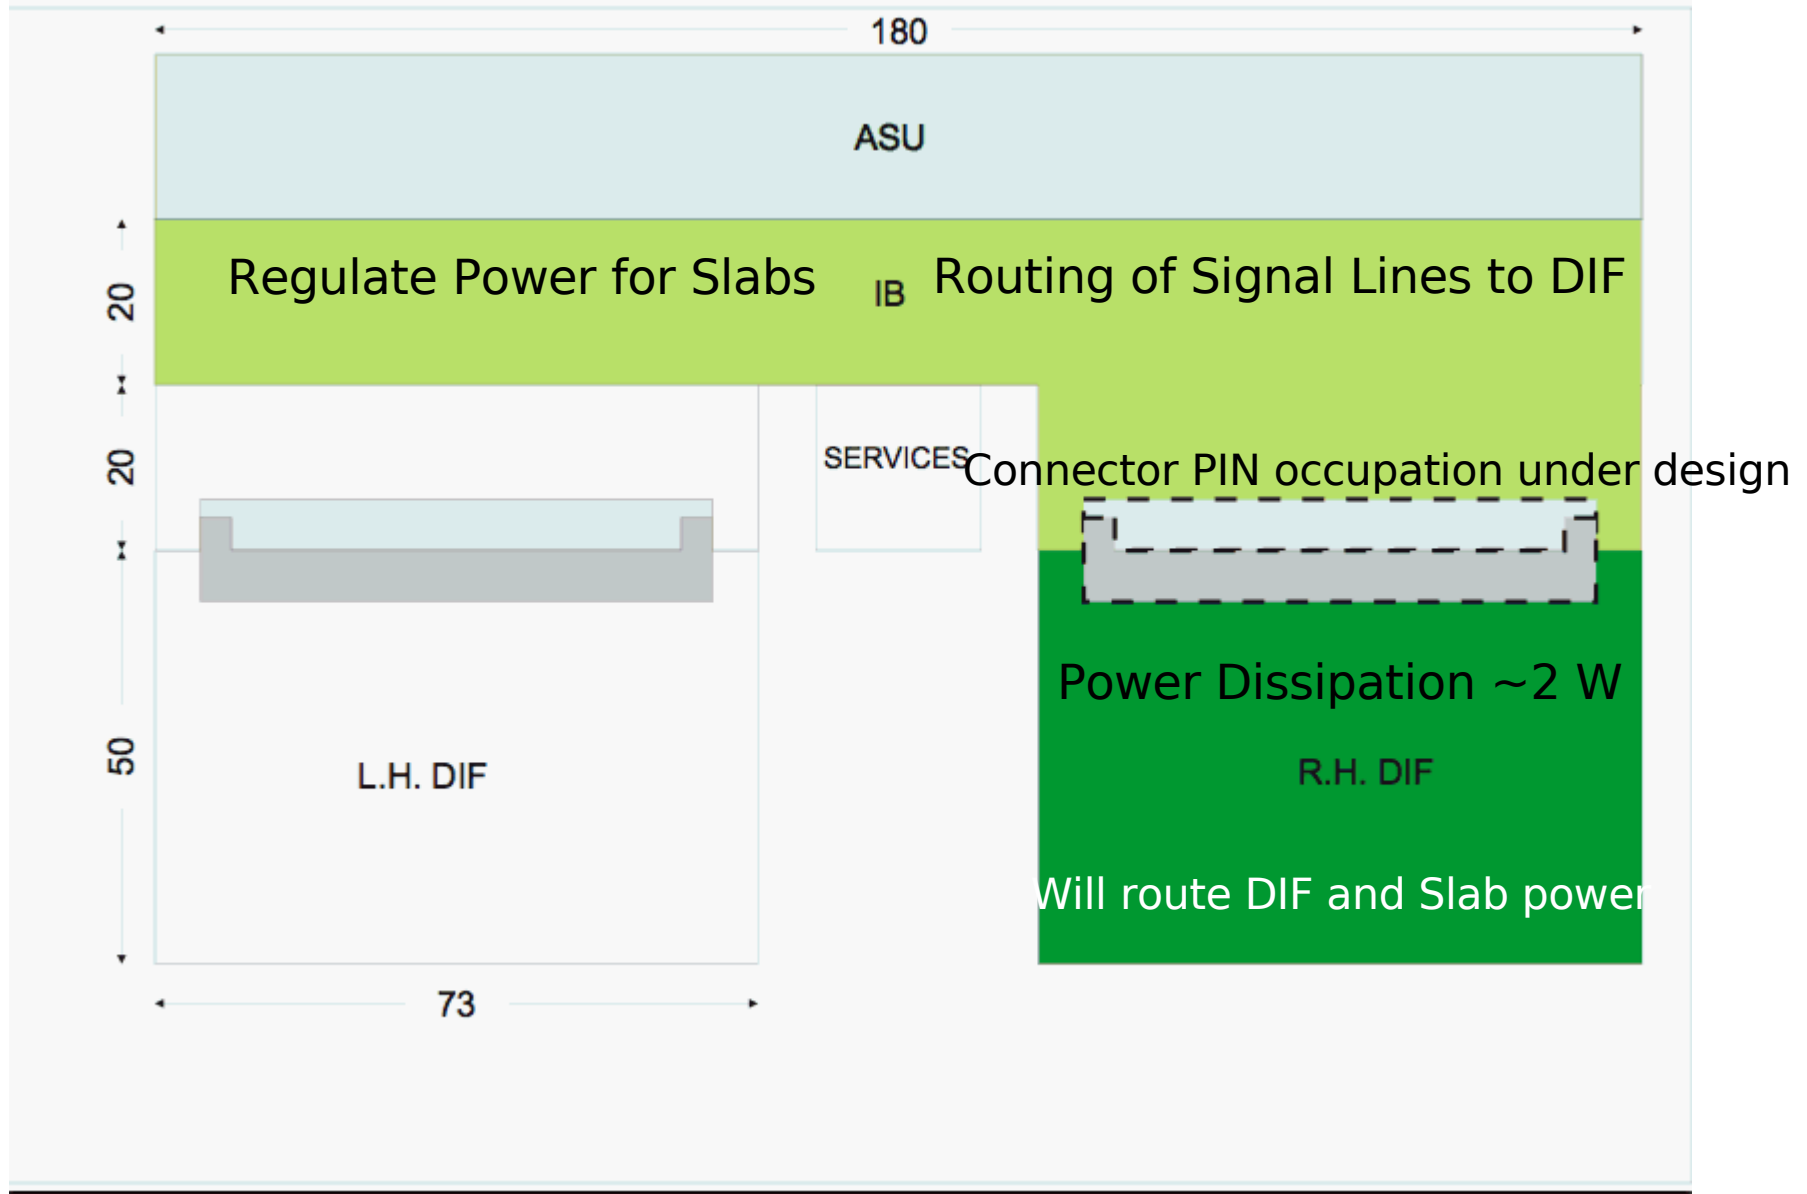 180
ASU
Regulate Power for Slabs
IB
Routing of Signal Lines to DIF
20
SERVICES
Connector PIN occupation under design
20
Power Dissipation ~2 W
50
L.H. DIF
R.H. DIF
Will route DIF and Slab power
73